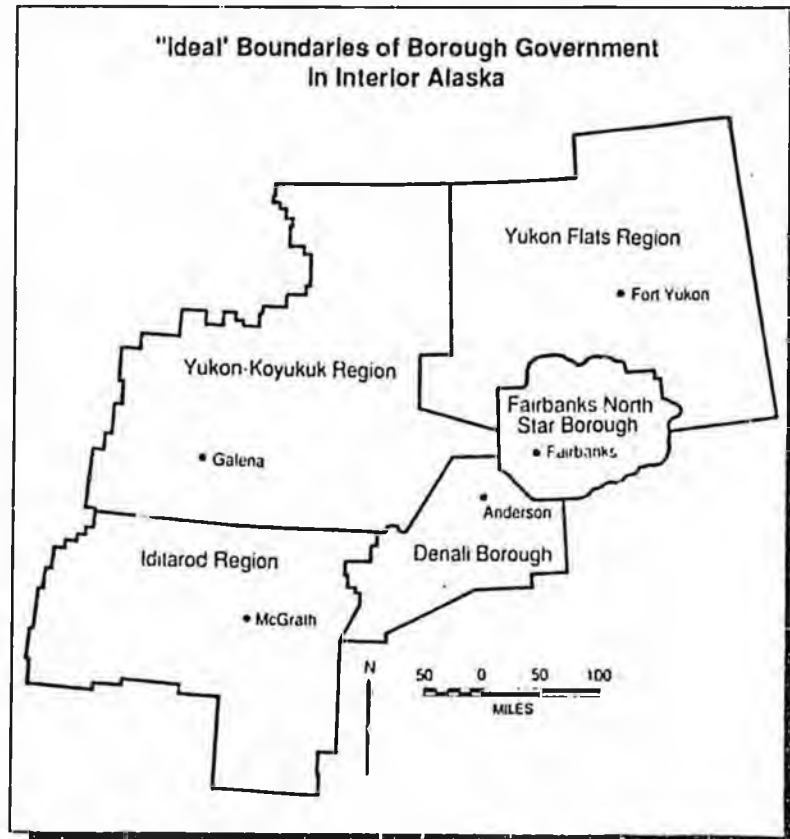 "Ideal' Boundaries of Borough Government
in Interior Alaska
Yukon Flats Region
Fort Yukon
Yukon-Koyukuk Region
Fairbanks North
Star Borough
Fairbanks
Galena
Anderson
Denali Borough
Iditarod Region
McGrath
N
50 0 50 100
MILES